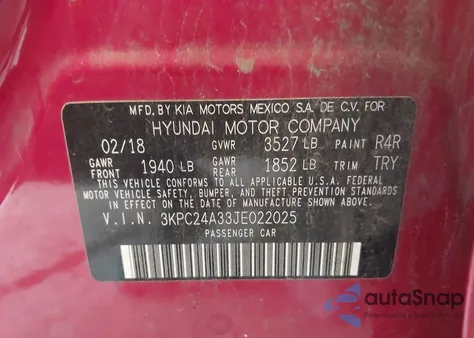 MFD. BY KIA MOTORS MEXICO S.A. DE C.V. FOR
HYUNDAI MOTOR COMPANY
02/18 GVWR 3527 LB PAINT R4R
GAWR FRONT 1940 LB GAWR REAR 1852 LB TRIM TRY
THIS VEHICLE CONFORMS TO ALL APPLICABLE U.S.A. FEDERAL
MOTOR VEHICLE SAFETY, BUMPER, AND THEFT PREVENTION STANDARDS
IN EFFECT ON THE DATE OF MANUFACTURE SHOWN ABOVE.
V.I.N. 3KPC24A33JE022025
PASSENGER CAR
autoSnap